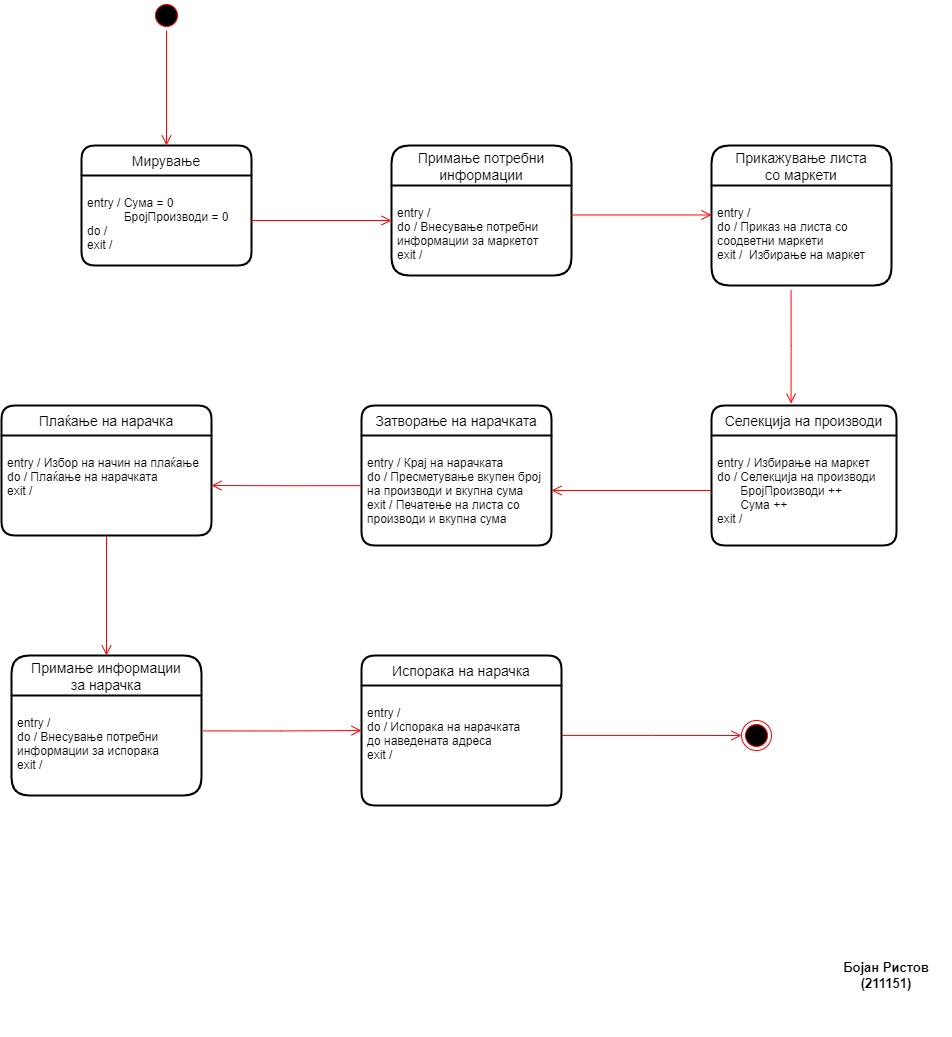 Мирување
entry / Сума = 0
БројПроизводи = 0
do /
exit /
Примање потребни
информации
entry /
do / Внесување потребни
информации за маркетот
exit /
Прикажување листа
со маркети
entry /
do / Приказ на листа со
соодветни маркети
exit /  Избирање на маркет
Плаќање на нарачка
entry / Избор на начин на плаќање
do / Плаќање на нарачката
exit /
Затворање на нарачката
entry / Крај на нарачката
do / Пресметување вкупен број
на производи и вкупна сума
exit / Печатење на листа со
производи и вкупна сума
Селекција на производи
entry / Избирање на маркет
do / Селекција на производи
БројПроизводи ++
Сума ++
exit /
Примање информации
за нарачка
entry /
do / Внесување потребни
информации за испорака
exit /
Испорака на нарачка
entry /
do / Испорака на нарачката
до наведената адреса
exit /
Бојан Ристов
(211151)